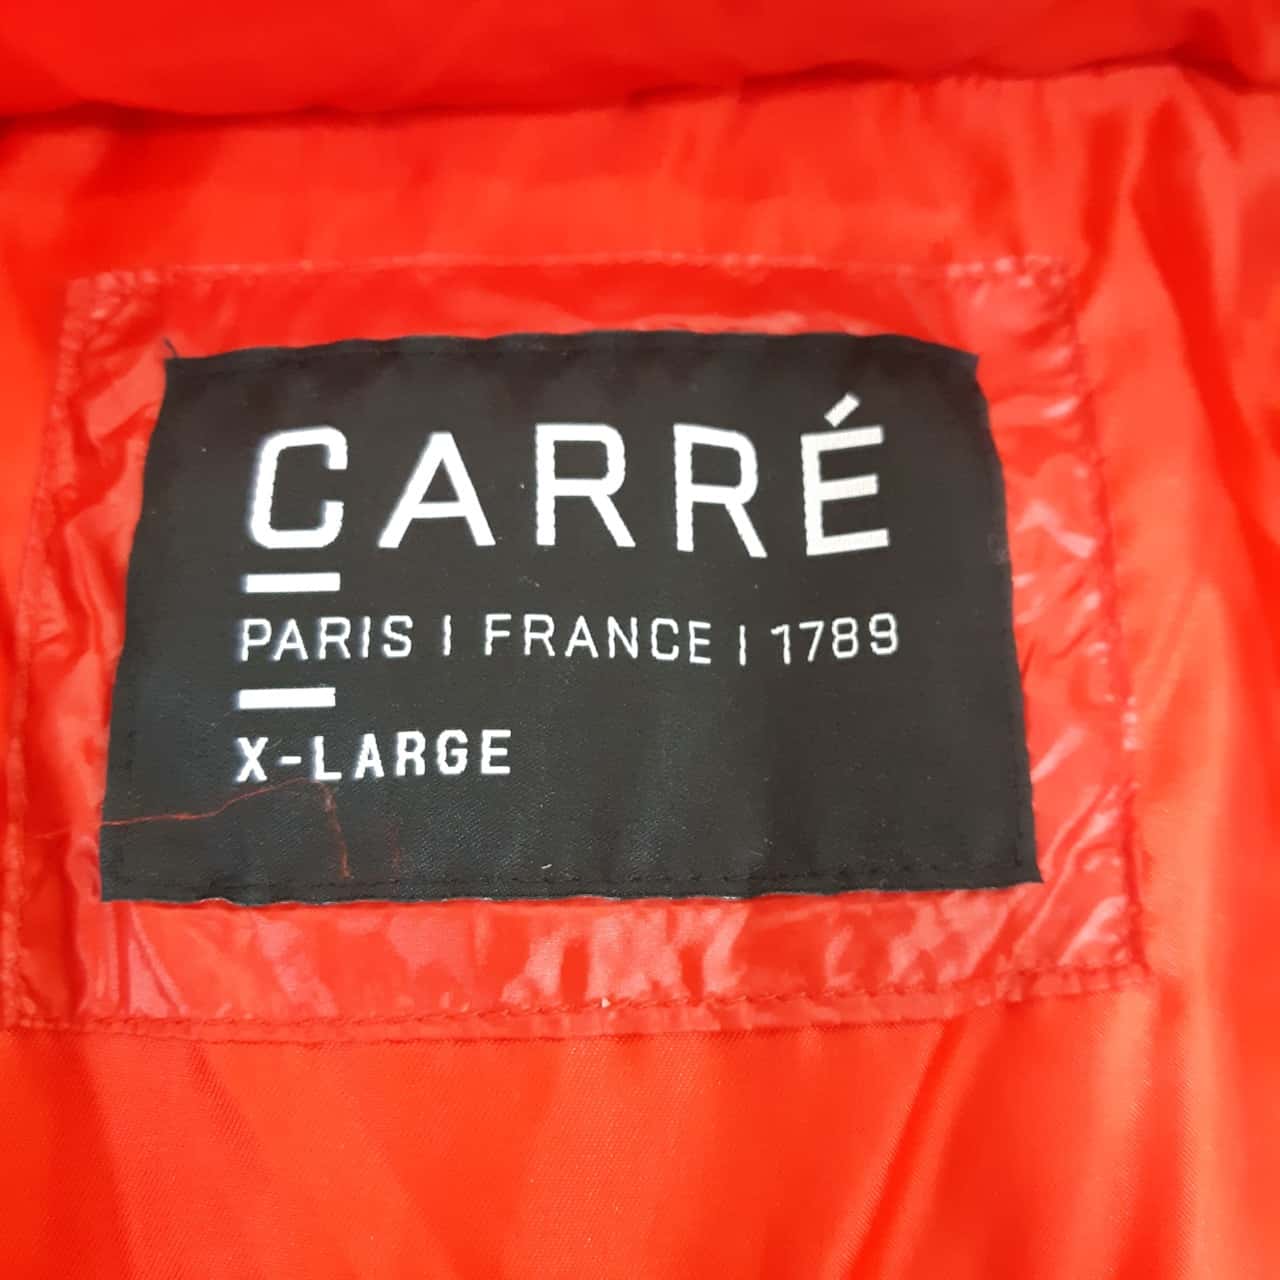 CARRÉ
PARIS | FRANCE | 1789
X-LARGE